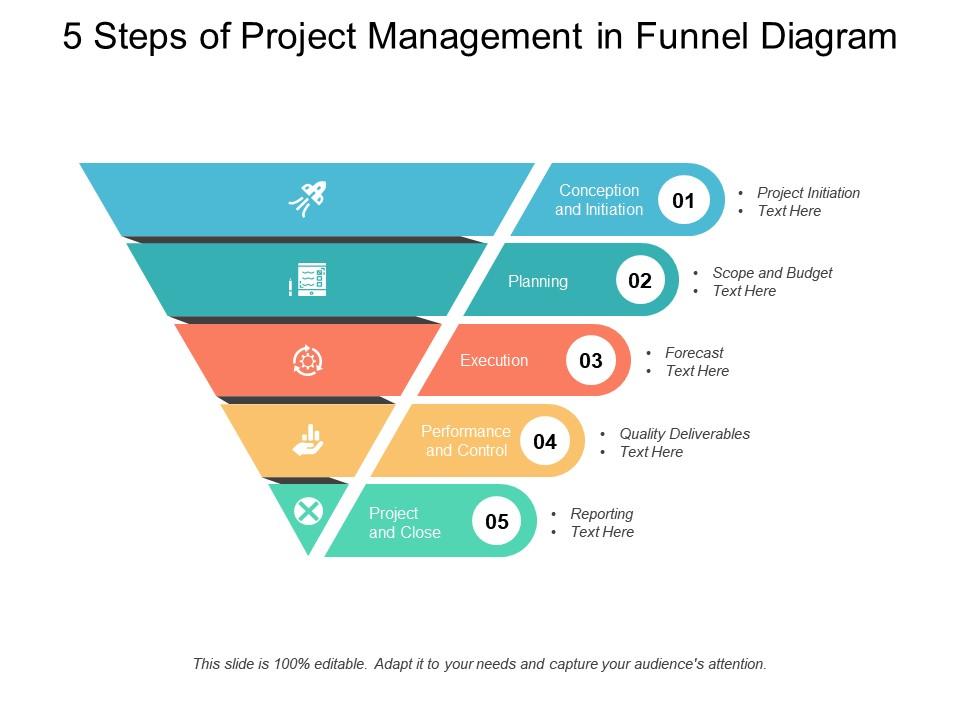 5 Steps of Project Management in Funnel Diagram
Conception
and Initiation
01
• Project Initiation
• Text Here
Planning
02
• Scope and Budget
• Text Here
Execution
03
• Forecast
• Text Here
Performance
and Control
04
• Quality Deliverables
• Text Here
Project
and Close
05
• Reporting
• Text Here
This slide is 100% editable. Adapt it to your needs and capture your audience's attention.